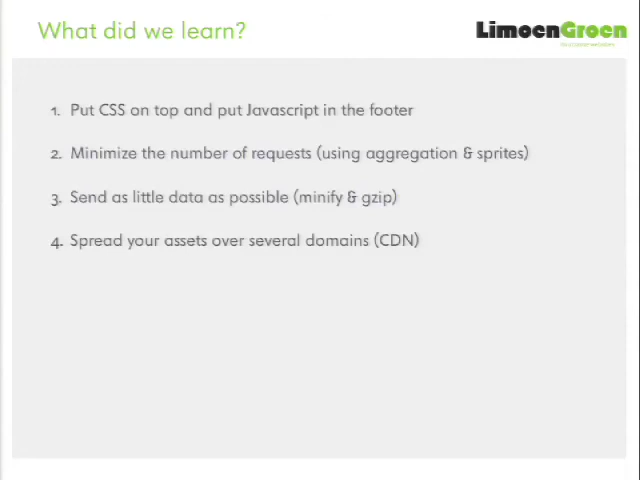 What did we learn?
LimoenGroen
1. Put CSS on top and put Javascript in the footer
2. Minimize the number of requests (using aggregation & sprites)
3. Send as little data as possible (minify & gzip)
4. Spread your assets over several domains (CDN)